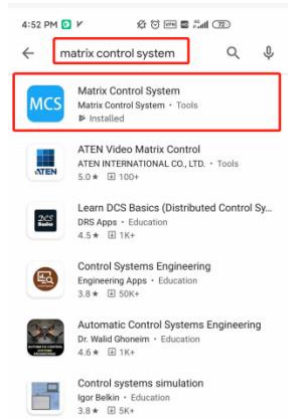 4:52 PM
matrix control system
MCS
Matrix Control System
Matrix Control System • Tools
Installed
ATEN
ATEN Video Matrix Control
ATEN INTERNATIONAL CO., LTD. • Tools
5.0★ 100+
Learn DCS Basics (Distributed Control Sy...
DRS Apps • Education
4.5★ 1K+
Control Systems Engineering
Engineering Apps • Education
3.8★ 50K+
Automatic Control Systems Engineering
Dr. Walid Ghoneim • Education
4.6★ 1K+
Control systems simulation
Igor Belkin • Education
3.8★ 5K+